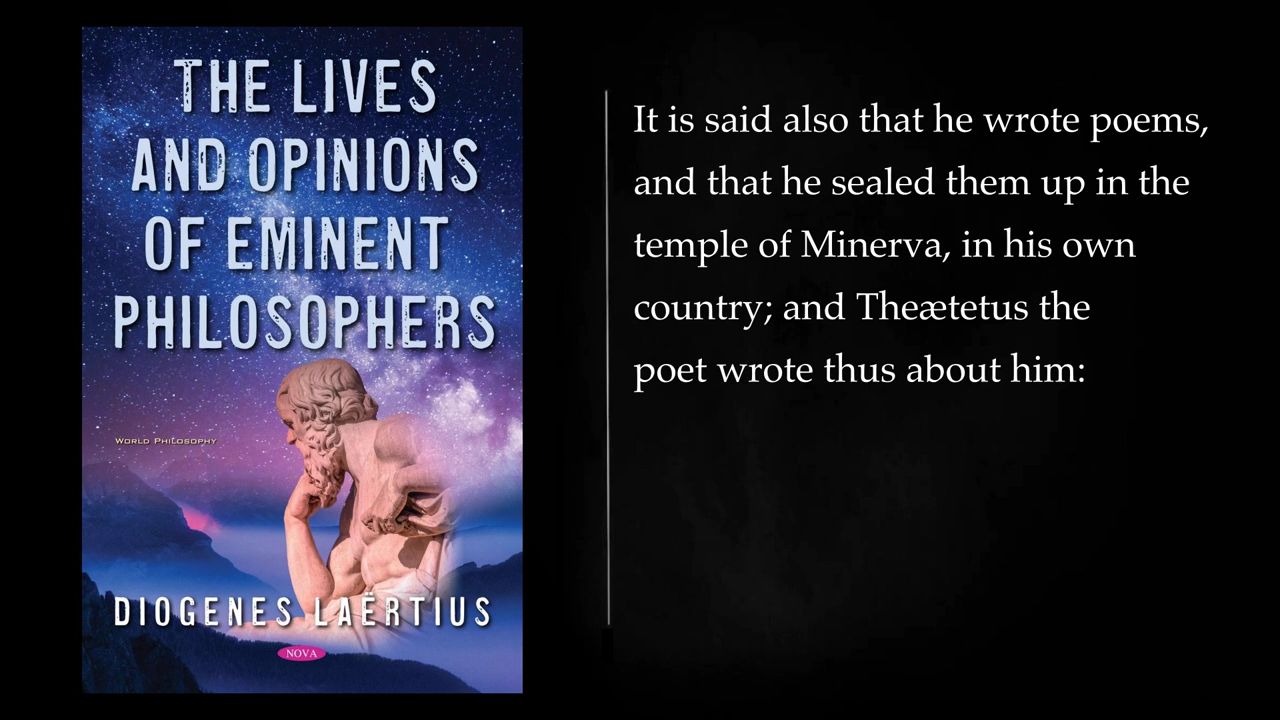 THE LIVES
AND OPINIONS
OF EMINENT
PHILOSOPHERS
WORLD PHILOSOPHY
DIOGENES LAËRTIUS
NOVA
It is said also that he wrote poems,
and that he sealed them up in the
temple of Minerva, in his own
country; and Theætetus the
poet wrote thus about him: